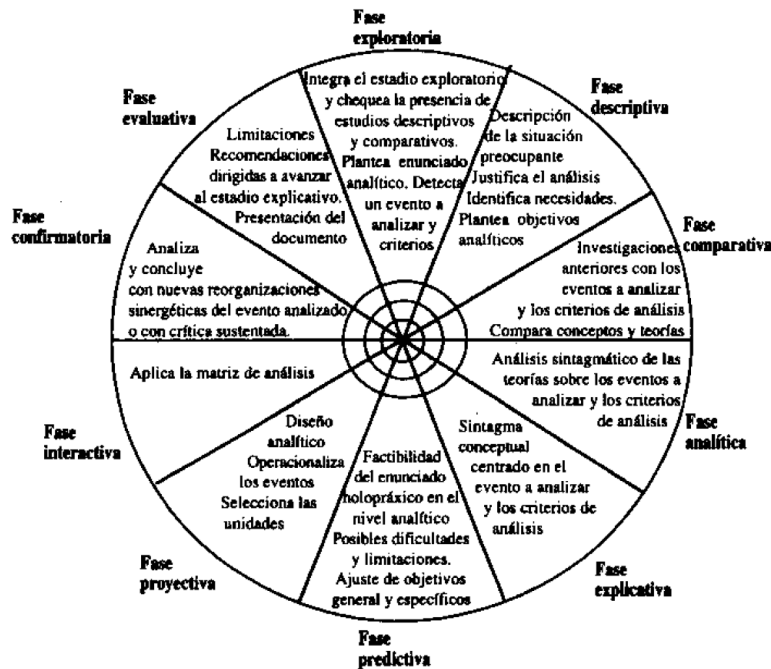 Fase
exploratoria
Integra el estadio exploratorio
y chequea la presencia de
estudios descriptivos
y comparativos.
Plantea enunciado
analítico. Detecta
un evento a
analizar y
criterios
Fase
descriptiva
Descripción
de la situación
preocupante
Justifica el análisis
Identifica necesidades.
Plantea objetivos
analíticos
Fase
comparativa
Investigaciones
anteriores con los
eventos a analizar
y los criterios de análisis
Compara conceptos y teorías
Fase
analítica
Análisis sintagmático de las
teorías sobre los eventos a
analizar y los criterios
de análisis
Fase
explicativa
Sintagma
conceptual
centrado en el
evento a analizar
y los criterios de
análisis
Fase
predictiva
Factibilidad
del enunciado
holopráxico en el
nivel analítico
Posibles dificultades
y limitaciones.
Ajuste de objetivos
general y específicos
Fase
proyectiva
Diseño
analítico
Operacionaliza
los eventos
Selecciona las
unidades
Fase
interactiva
Aplica la matriz de análisis
Fase
confirmatoria
Analiza
y concluye
con nuevas reorganizaciones
sinergéticas del evento analizado
o con crítica sustentada.
Fase
evaluativa
Limitaciones
Recomendaciones
dirigidas a avanzar
al estadio explicativo.
Presentación del
documento